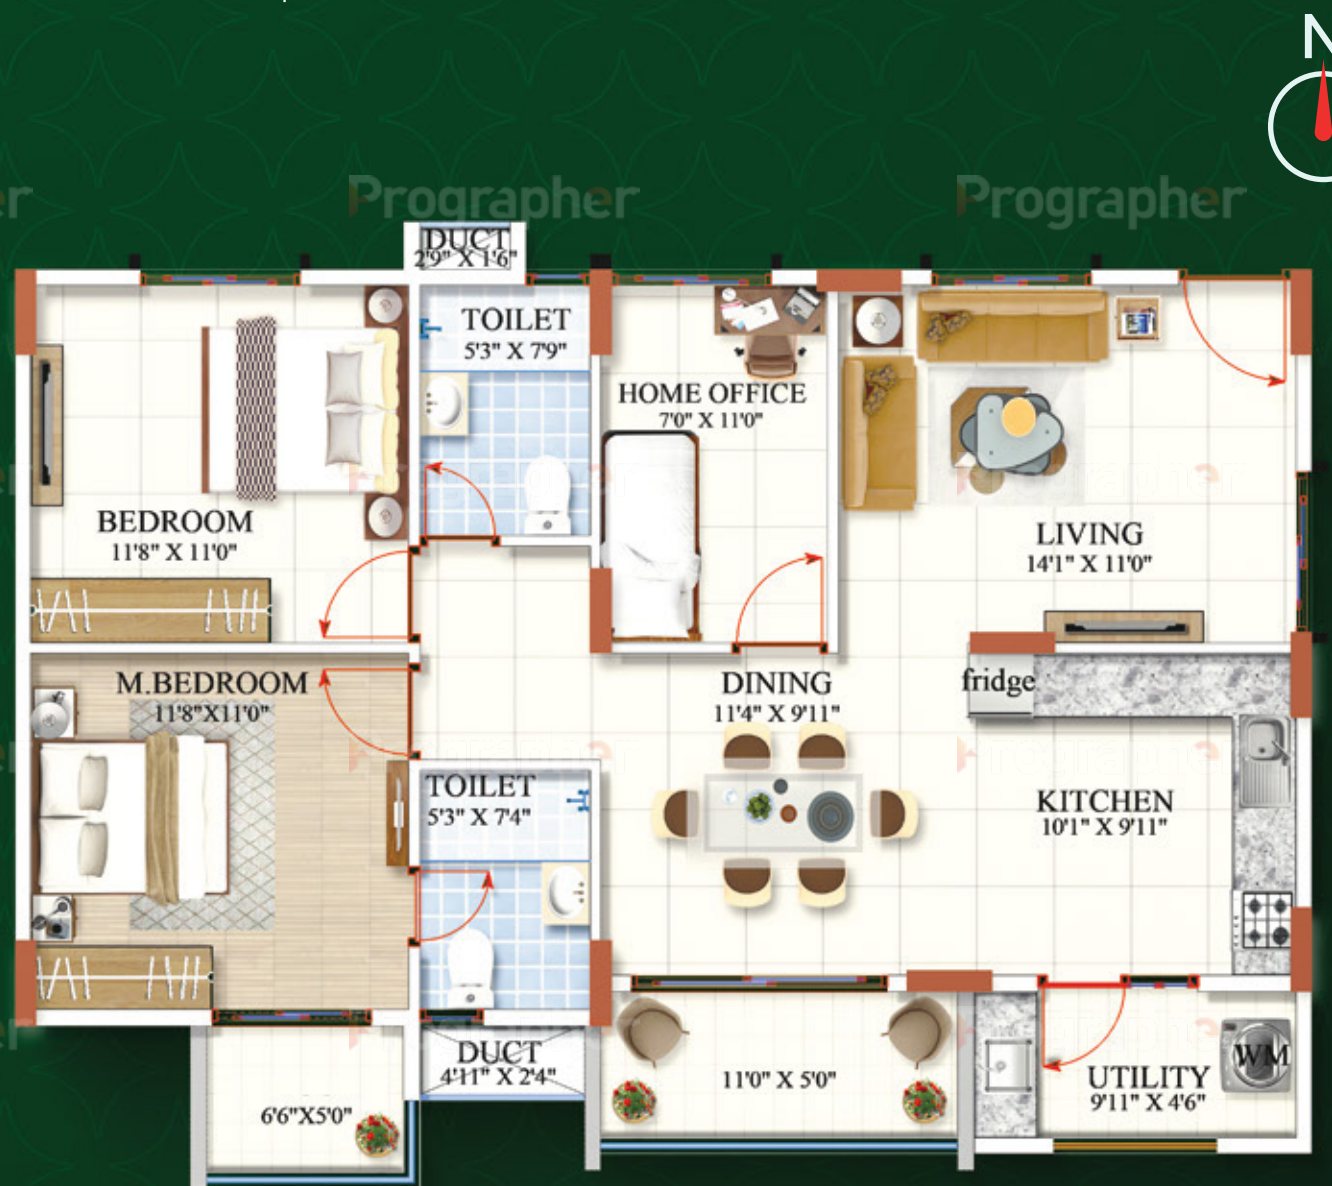 N
Prographer
Prographer
DUCT
2'9" X 1'6"
TOILET
5'3" X 7'9"
HOME OFFICE
7'0" X 11'0"
BEDROOM
11'8" X 11'0"
LIVING
14'1" X 11'0"
M.BEDROOM
11'8"X11'0"
DINING
11'4" X 9'11"
fridge
TOILET
5'3" X 7'4"
KITCHEN
10'1" X 9'11"
DUCT
4'11" X 2'4"
11'0" X 5'0"
WM
UTILITY
9'11" X 4'6"
6'6"X5'0"